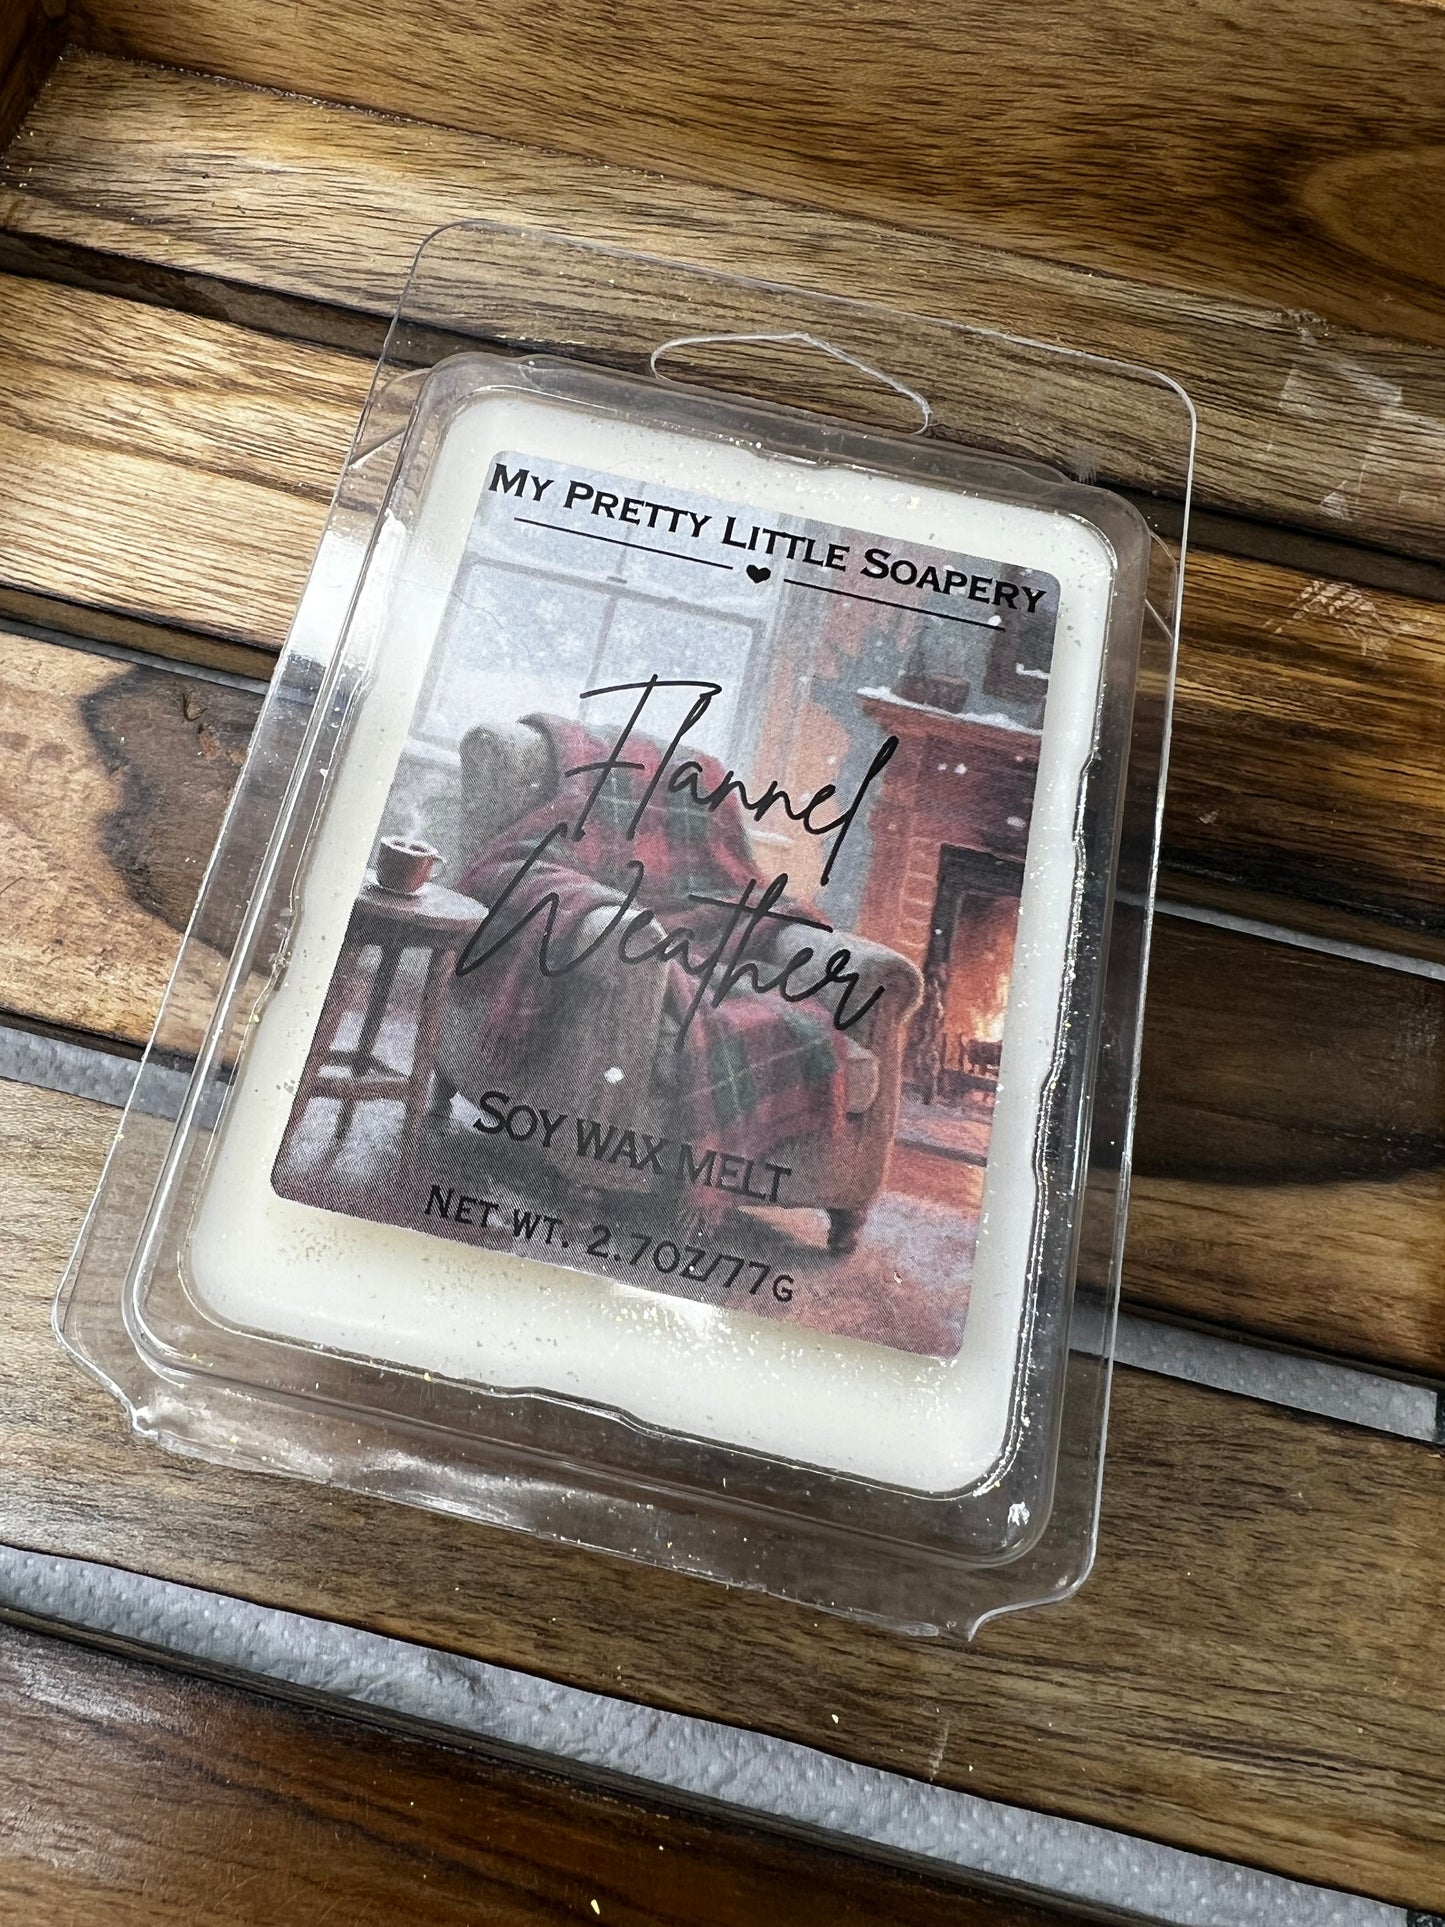 My Pretty Little Soapery
Flannel
Weather
Soy wax melt
Net wt. 2.7oz/77g